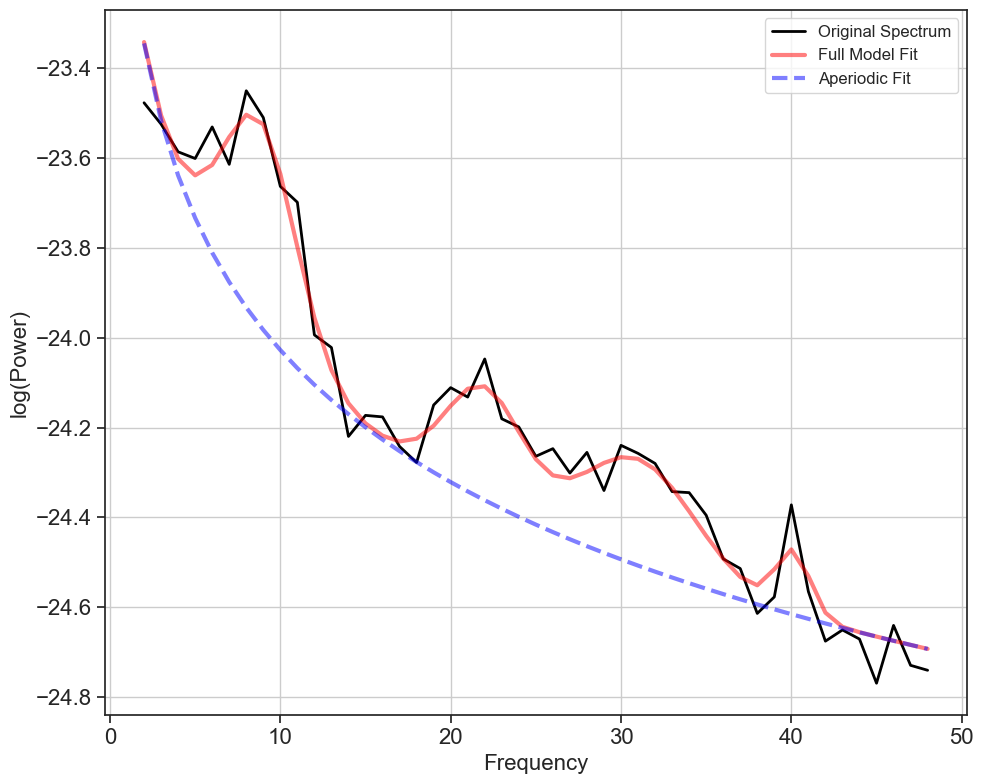 Original Spectrum
Full Model Fit
Aperiodic Fit
log(Power)
−23.4
−23.6
−23.8
−24.0
−24.2
−24.4
−24.6
−24.8
0 10 20 30 40 50
Frequency